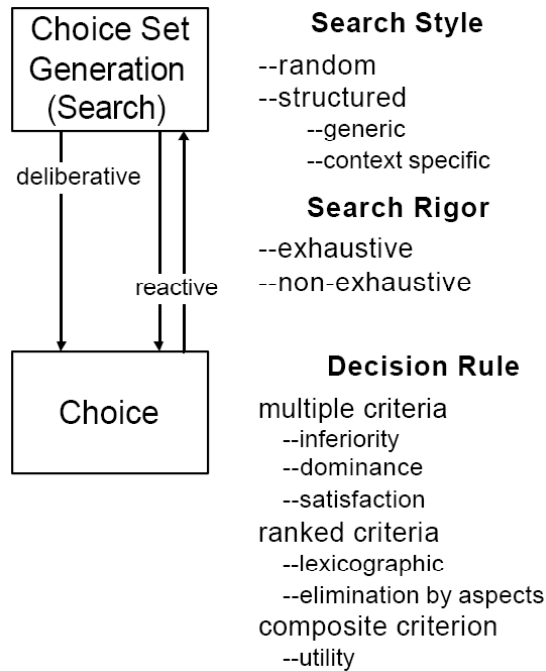 Choice Set
Generation
(Search)
deliberative
reactive
Choice
Search Style
--random
--structured
--generic
--context specific
Search Rigor
--exhaustive
--non-exhaustive
Decision Rule
multiple criteria
--inferiority
--dominance
--satisfaction
ranked criteria
--lexicographic
--elimination by aspects
composite criterion
--utility